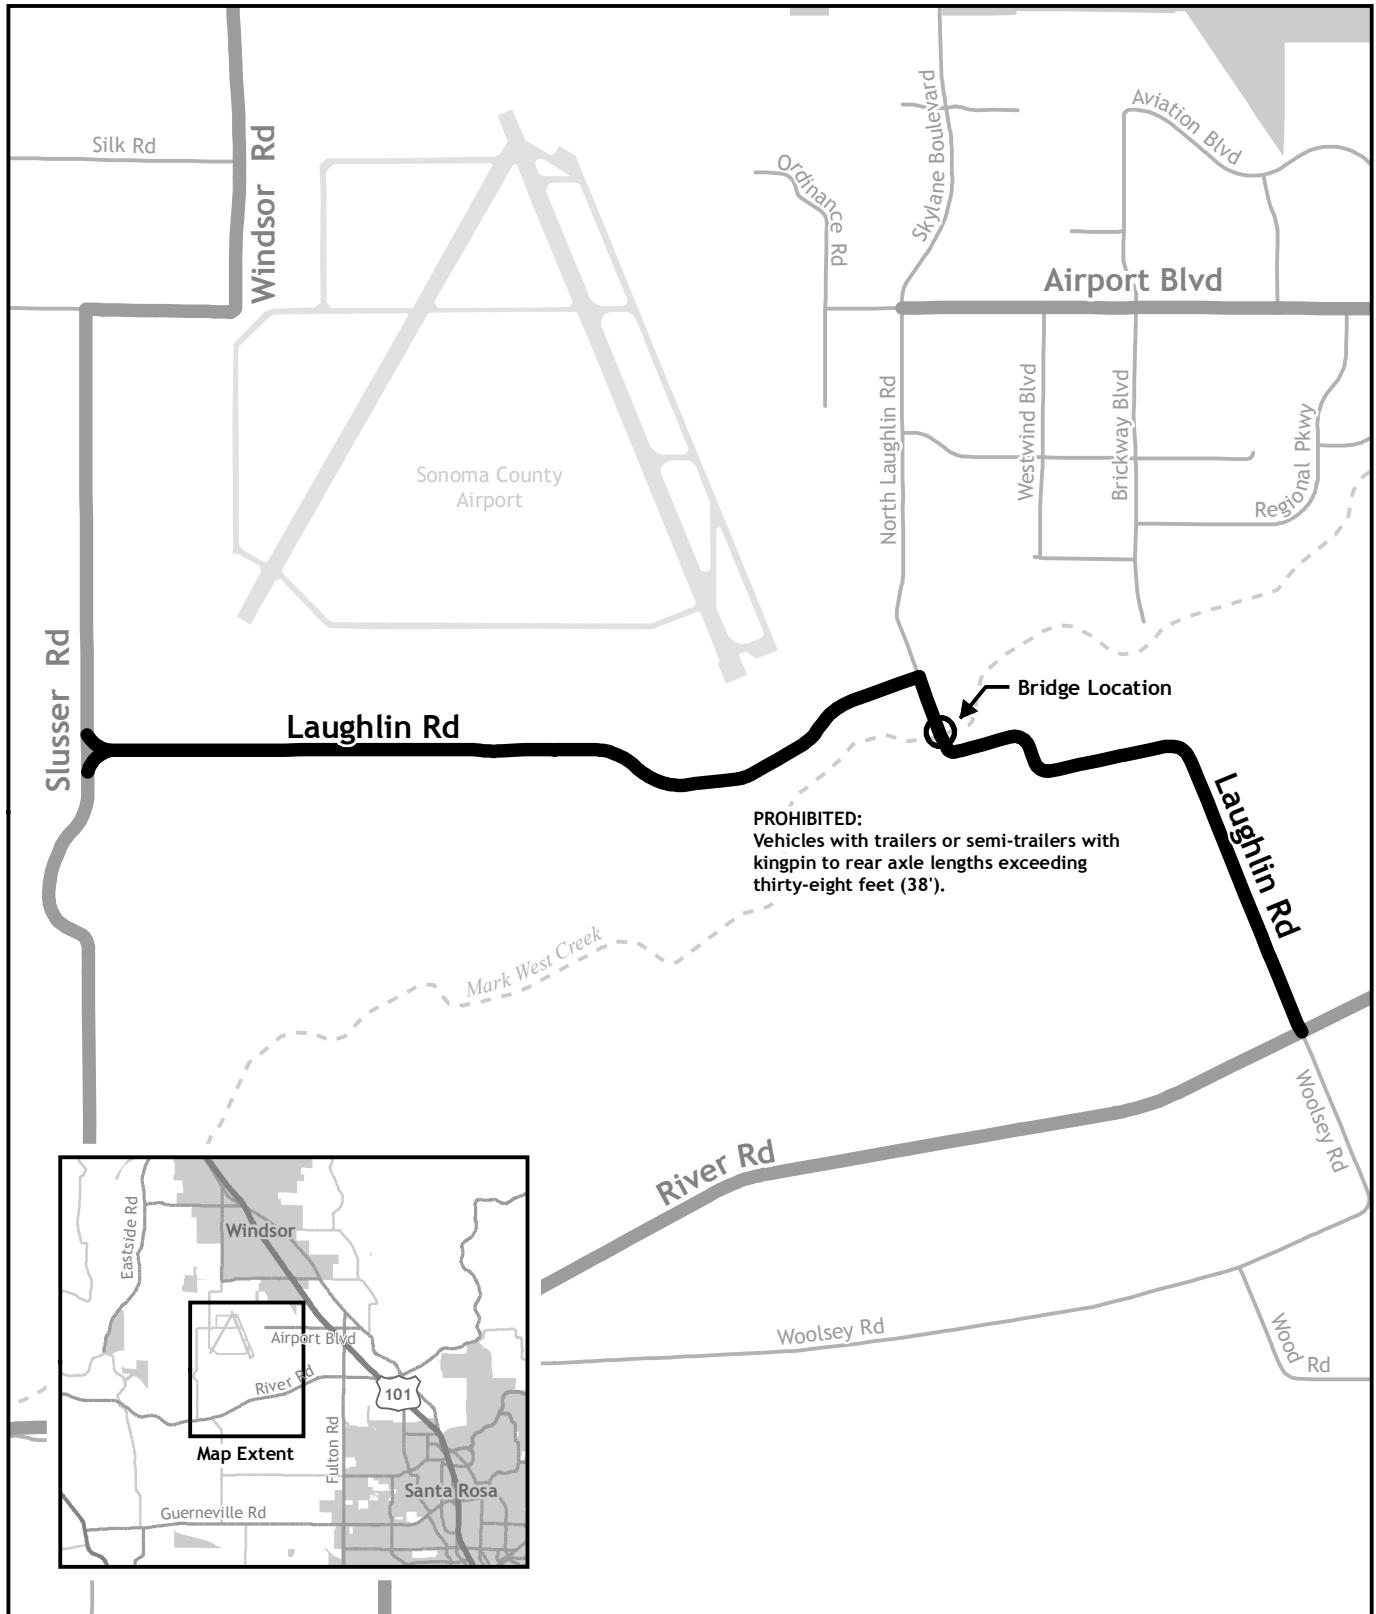 Silk Rd
Windsor Rd
Ordinance Rd
Skylane Boulevard
Aviation Blvd
Airport Blvd
North Laughlin Rd
Westwind Blvd
Brickway Blvd
Regional Pkwy
Sonoma County
Airport
Slusser Rd
Laughlin Rd
Bridge Location
PROHIBITED:
Vehicles with trailers or semi-trailers with
kingpin to rear axle lengths exceeding
thirty-eight feet (38').
Laughlin Rd
Mark West Creek
River Rd
Woolsey Rd
Woolsey Rd
Wood Rd
Eastside Rd
Windsor
Airport Blvd
River Rd
101
Map Extent
Fulton Rd
Santa Rosa
Guerneville Rd